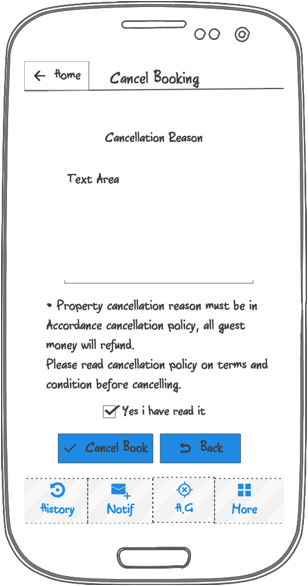 Home
Cancel Booking
Cancellation Reason
Text Area
* Property cancellation reason must be in
Accordance cancellation policy, all guest
money will refund.
Please read cancellation policy on terms and
condition before cancelling.
Yes i have read it
Cancel Book
Back
History
Notif
H.G
More